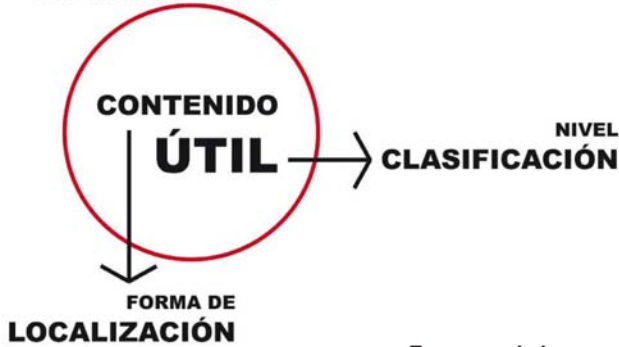 CONTENIDO
ÚTIL
NIVEL
CLASIFICACIÓN
FORMA DE
LOCALIZACIÓN